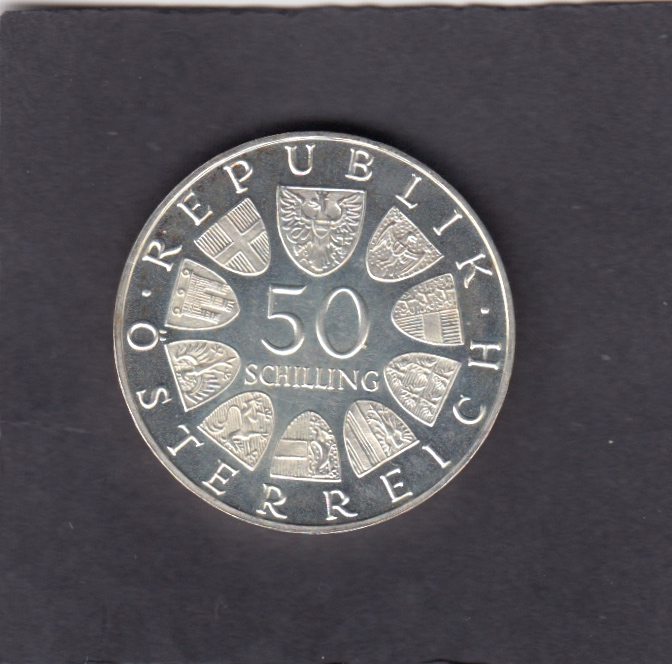 REPUBLIK · ÖSTERREICH ·
50
SCHILLING